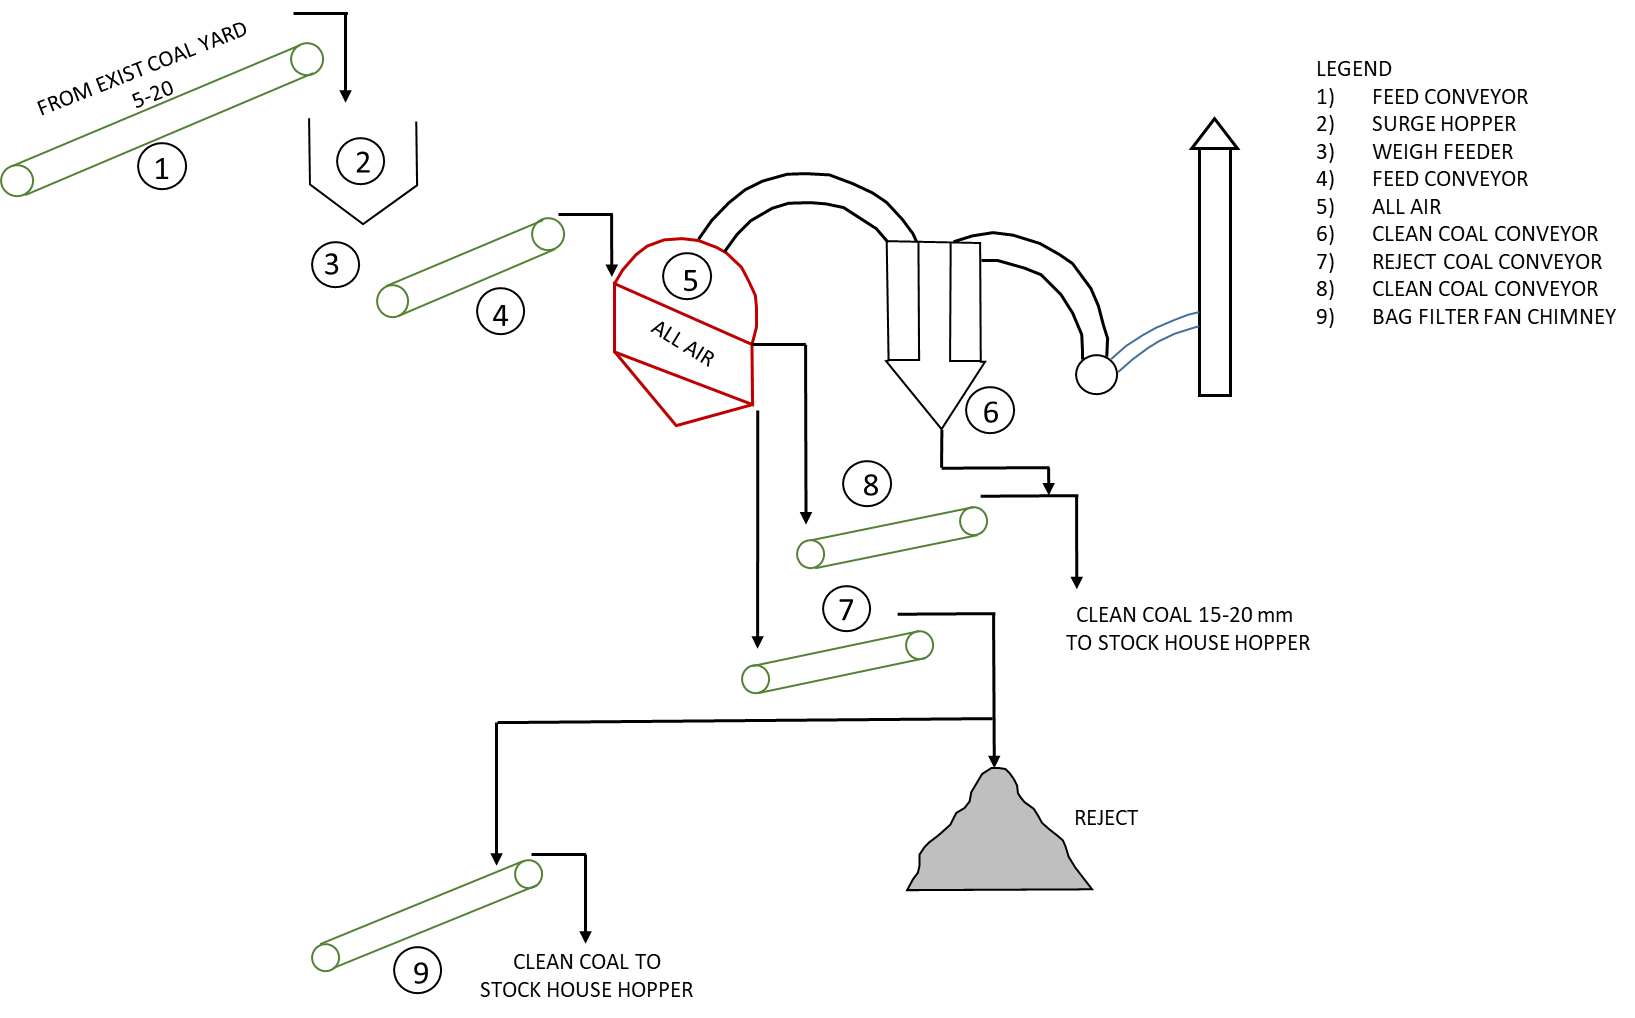 FROM EXIST COAL YARD
5-20
1
2
3
4
5
ALL AIR
6
8
7
9
CLEAN COAL 15-20 mm
TO STOCK HOUSE HOPPER
REJECT
CLEAN COAL TO
STOCK HOUSE HOPPER
LEGEND
1) FEED CONVEYOR
2) SURGE HOPPER
3) WEIGH FEEDER
4) FEED CONVEYOR
5) ALL AIR
6) CLEAN COAL CONVEYOR
7) REJECT COAL CONVEYOR
8) CLEAN COAL CONVEYOR
9) BAG FILTER FAN CHIMNEY